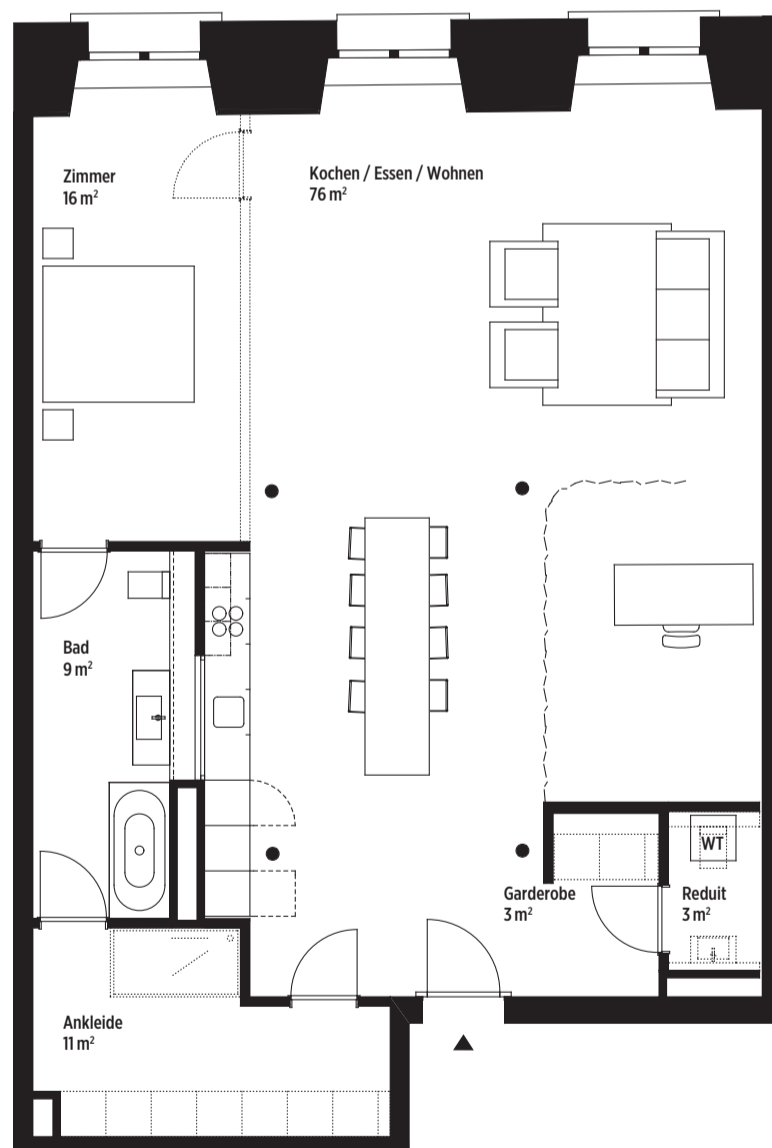 Zimmer
16 m²
Kochen / Essen / Wohnen
76 m²
Bad
9 m²
WT
Garderobe
3 m²
Reduit
3 m²
Ankleide
11 m²